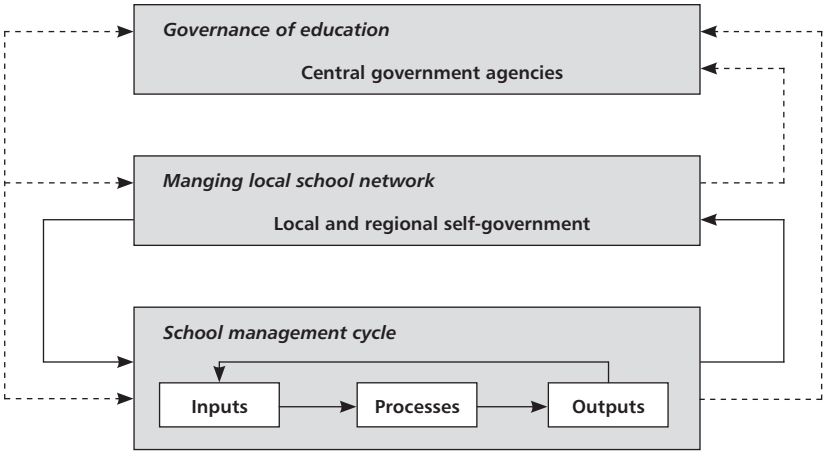 Governance of education
Central government agencies
Manging local school network
Local and regional self-government
School management cycle
Inputs
Processes
Outputs